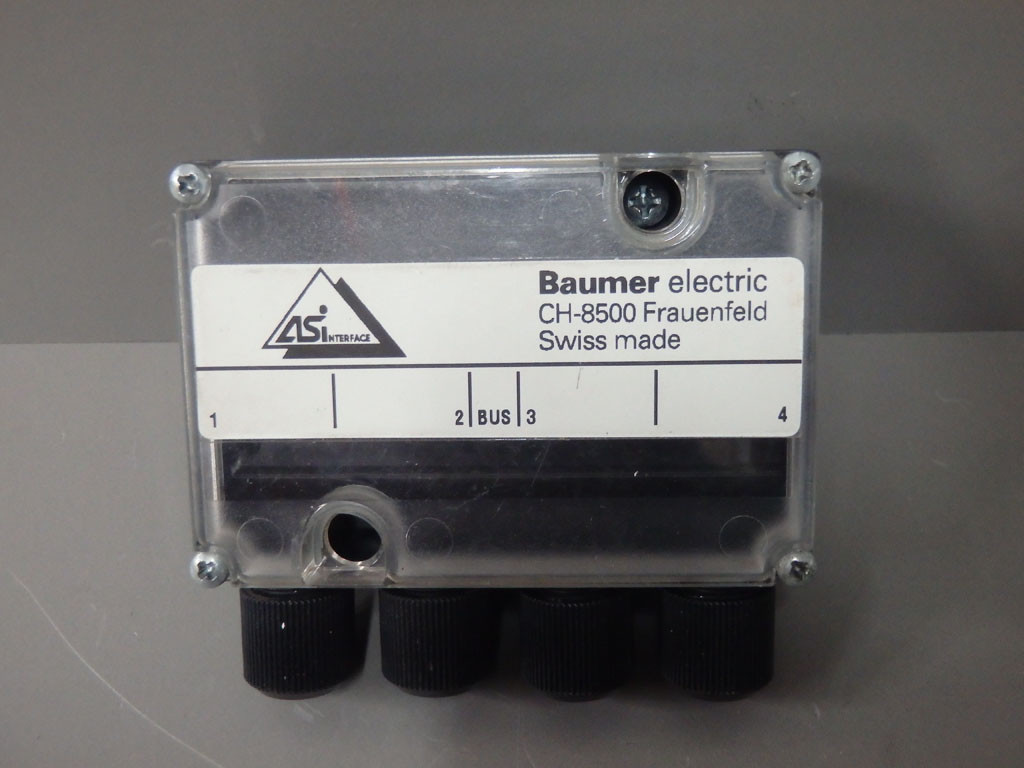 ASi INTERFACE
Baumer electric
CH-8500 Frauenfeld
Swiss made
1 2 BUS 3 4